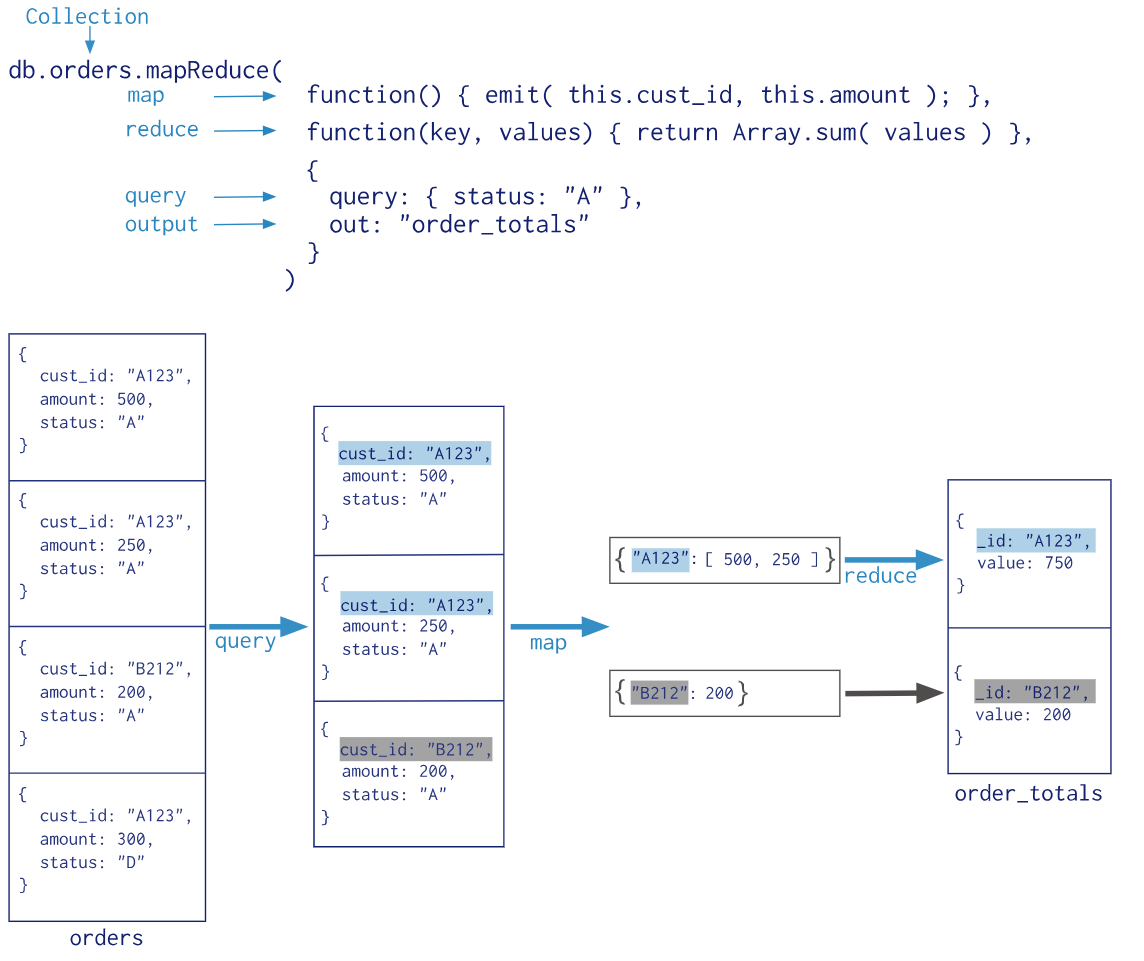 Collection
db.orders.mapReduce(
map function() { emit( this.cust_id, this.amount ); },
reduce function(key, values) { return Array.sum( values ) },
{
query query: { status: "A" },
output out: "order_totals"
}
)
{
cust_id: "A123",
amount: 500,
status: "A"
}
{
cust_id: "A123",
amount: 250,
status: "A"
}
{
cust_id: "B212",
amount: 200,
status: "A"
}
{
cust_id: "A123",
amount: 300,
status: "D"
}
orders
query
{
cust_id: "A123",
amount: 500,
status: "A"
}
{
cust_id: "A123",
amount: 250,
status: "A"
}
{
cust_id: "B212",
amount: 200,
status: "A"
}
map
{ "A123": [ 500, 250 ] }
{ "B212": 200 }
reduce
{
_id: "A123",
value: 750
}
{
_id: "B212",
value: 200
}
order_totals